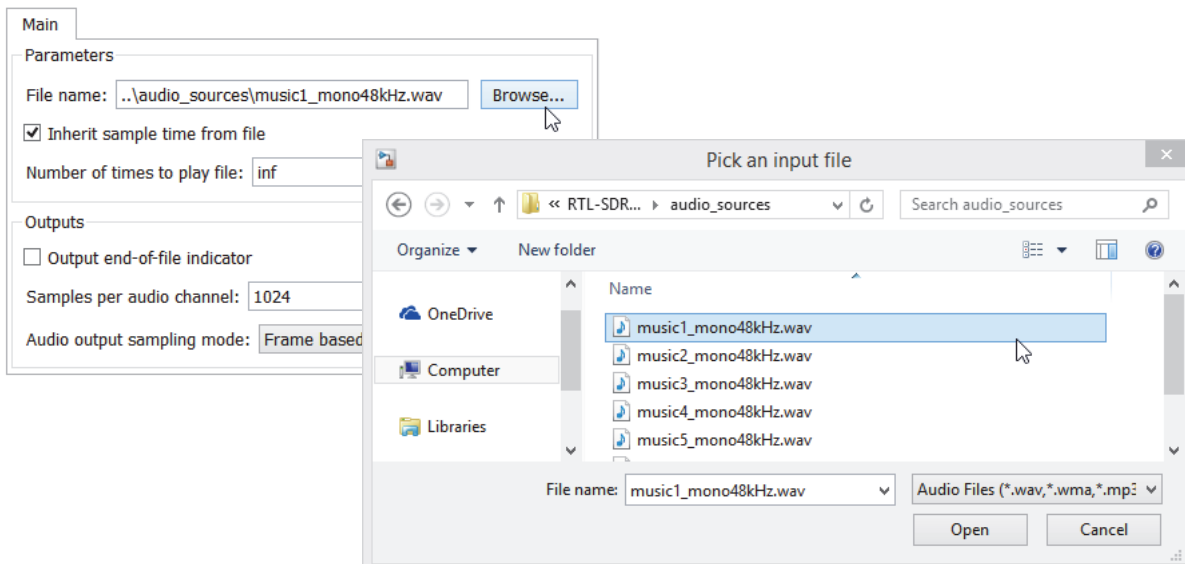 Main
Parameters
File name: ..\audio_sources\music1_mono48kHz.wav Browse...
Inherit sample time from file
Number of times to play file: inf
Outputs
Output end-of-file indicator
Samples per audio channel: 1024
Audio output sampling mode: Frame based
Pick an input file
« RTL-SDR... audio_sources Search audio_sources
Organize New folder
Name
OneDrive
Computer
Libraries
music1_mono48kHz.wav
music2_mono48kHz.wav
music3_mono48kHz.wav
music4_mono48kHz.wav
music5_mono48kHz.wav
File name: music1_mono48kHz.wav Audio Files (*.wav,*.wma,*.mp3
Open Cancel